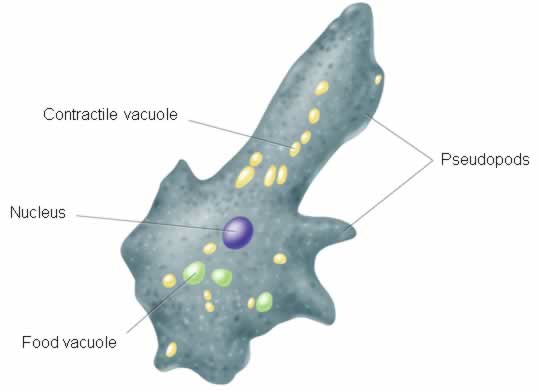 Contractile vacuole
Pseudopods
Nucleus
Food vacuole